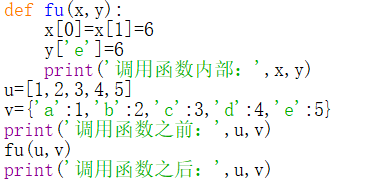 def fu(x,y):
    x[0]=x[1]=6
    y['e']=6
    print('调用函数内部：',x,y)
u=[1,2,3,4,5]
v={'a':1,'b':2,'c':3,'d':4,'e':5}
print('调用函数之前：',u,v)
fu(u,v)
print('调用函数之后：',u,v)